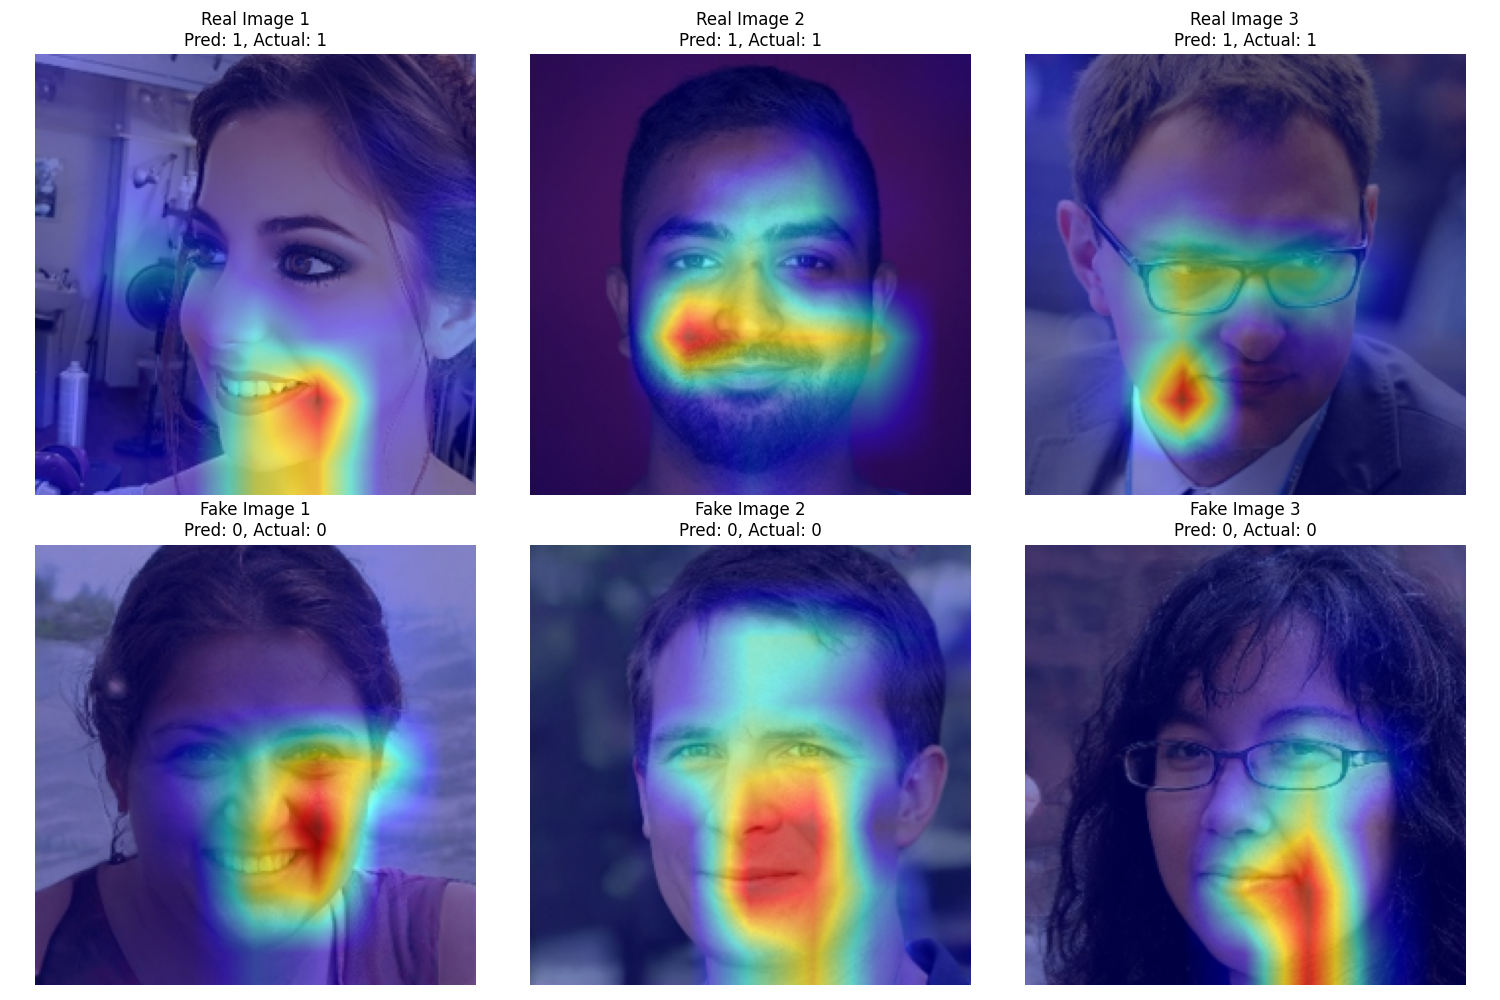 Real Image 1
Pred: 1, Actual: 1
Real Image 2
Pred: 1, Actual: 1
Real Image 3
Pred: 1, Actual: 1
Fake Image 1
Pred: 0, Actual: 0
Fake Image 2
Pred: 0, Actual: 0
Fake Image 3
Pred: 0, Actual: 0